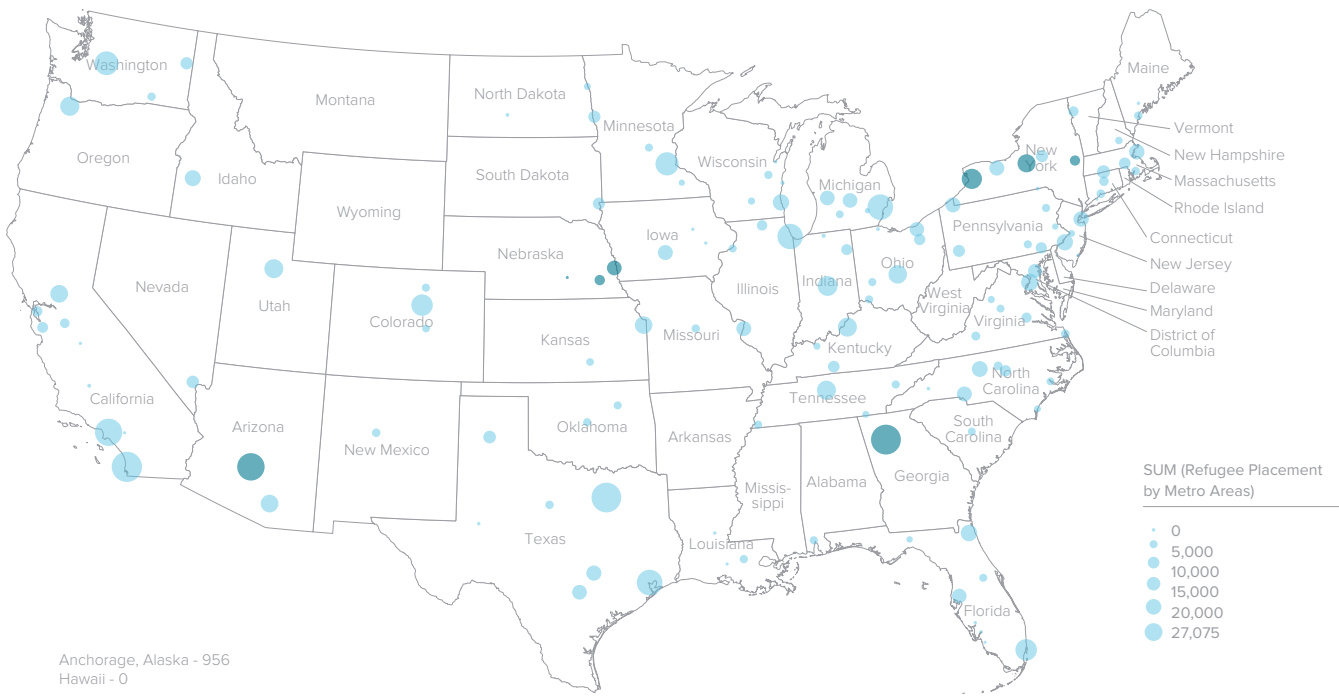 Washington
Montana
North Dakota
Minnesota
Maine
Oregon
Idaho
Wyoming
South Dakota
Wisconsin
Michigan
New
York
Vermont
New Hampshire
Massachusetts
Rhode Island
Connecticut
New Jersey
Delaware
Maryland
District of
Columbia
Nevada
Utah
Colorado
Nebraska
Iowa
Illinois
Indiana
Ohio
Pennsylvania
West
Virginia
Virginia
Kansas
Missouri
Kentucky
California
Arizona
New Mexico
Oklahoma
Arkansas
Tennessee
North
Carolina
South
Carolina
Texas
Louisiana
Missis-
sippi
Alabama
Georgia
Florida
SUM (Refugee Placement
by Metro Areas)
0
5,000
10,000
15,000
20,000
27,075
Anchorage, Alaska - 956
Hawaii - 0